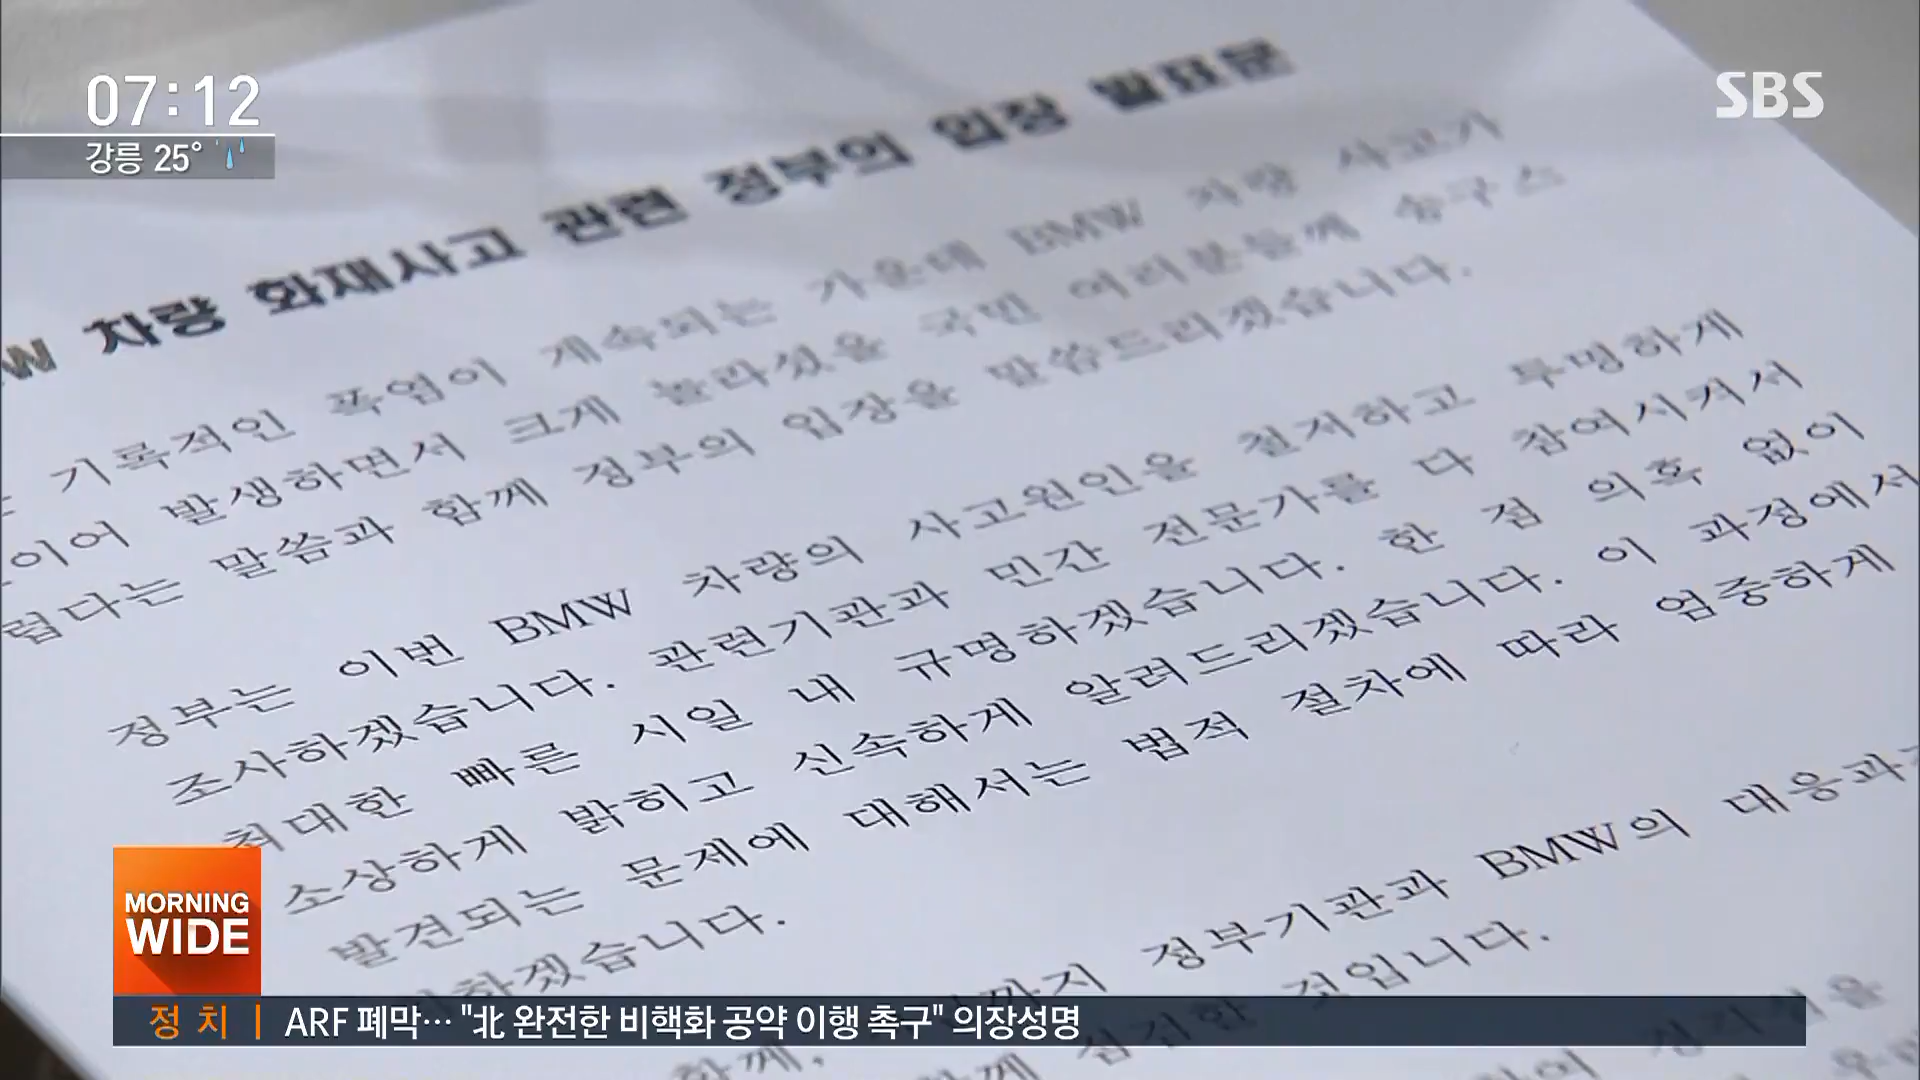 07:12
강릉 25°
SBS
차량 화재사고 관련 정부의 입장 발표문
기록적인 폭염이 계속되는 가운데 BMW 차량 사고가
이어 발생하면서 크게 놀라셨을 국민 여러분들께 송구스
럽다는 말씀과 함께 정부의 입장을 말씀드리겠습니다.
정부는 이번 BMW 차량의 사고원인을 철저하고 투명하게
조사하겠습니다. 관련기관과 민간 전문가를 다 참여시켜서
최대한 빠른 시일 내 규명하겠습니다. 한 점 의혹 없이
소상하게 밝히고 신속하게 알려드리겠습니다. 이 과정에서
발견되는 문제에 대해서는 법적 절차에 따라 엄중하게
하겠습니다.
까지 정부기관과 BMW의 대응과
것입니다.
함께,
MORNING
WIDE
정치 | ARF 폐막… "北 완전한 비핵화 공약 이행 촉구" 의장성명